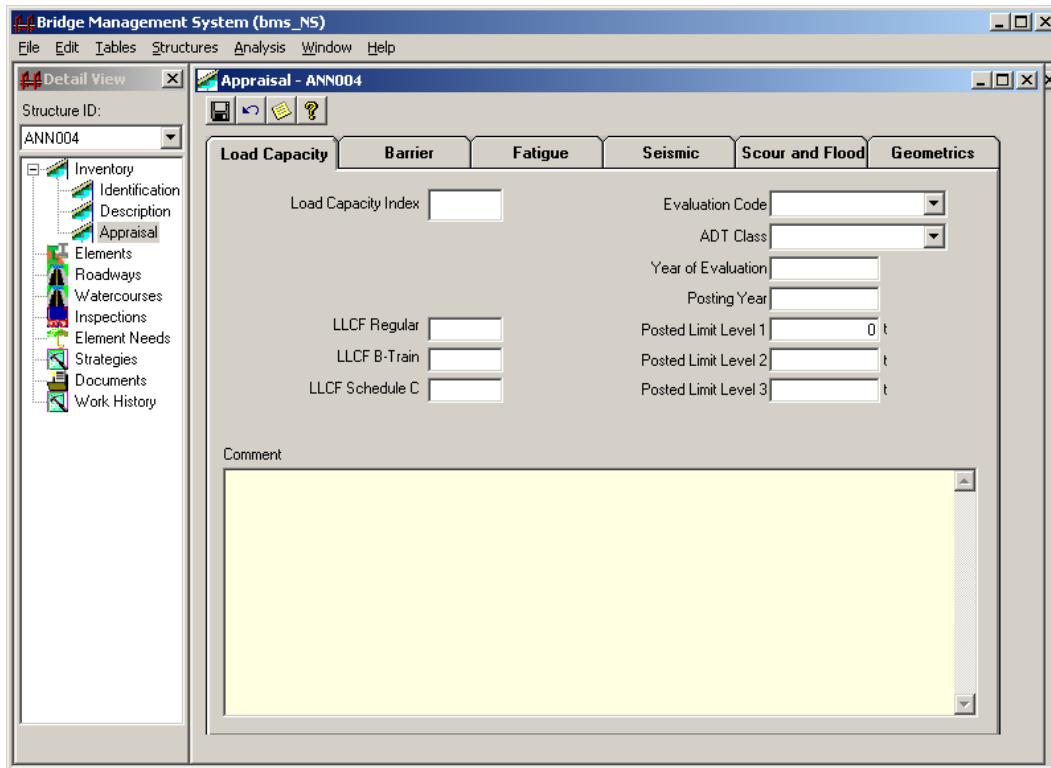 Bridge Management System (bms_NS)
File Edit Tables Structures Analysis Window Help
Detail View
Structure ID:
ANN004
Inventory
Identification
Description
Appraisal
Elements
Roadways
Watercourses
Inspections
Element Needs
Strategies
Documents
Work History
Appraisal - ANN004
Load Capacity Barrier Fatigue Seismic Scour and Flood Geometrics
Load Capacity Index
LLCF Regular
LLCF B-Train
LLCF Schedule C
Evaluation Code
ADT Class
Year of Evaluation
Posting Year
Posted Limit Level 1 0 t
Posted Limit Level 2 t
Posted Limit Level 3 t
Comment